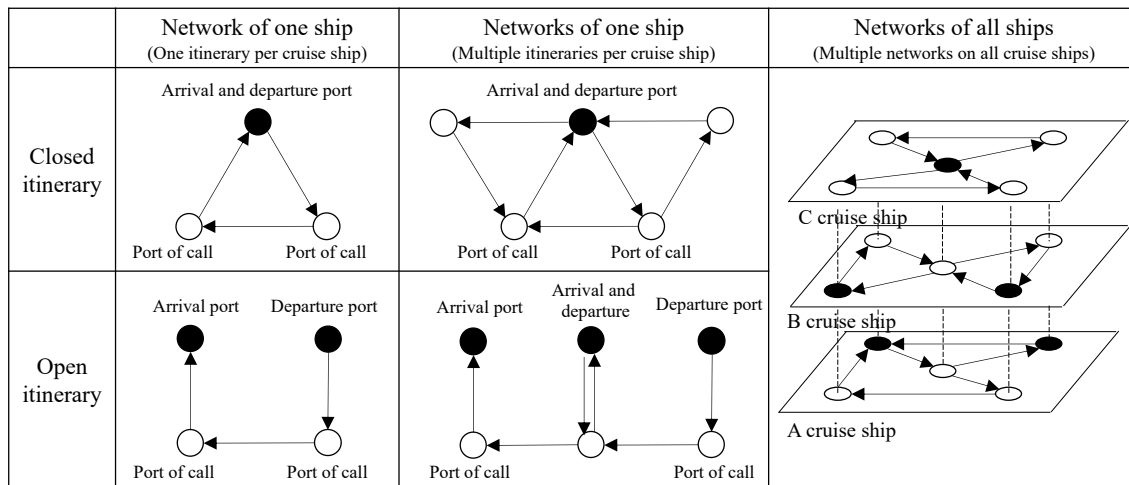 Network of one ship
(One itinerary per cruise ship)
Networks of one ship
(Multiple itineraries per cruise ship)
Networks of all ships
(Multiple networks on all cruise ships)
Closed
itinerary
Arrival and departure port
Port of call
Port of call
Arrival and departure port
Port of call
Port of call
C cruise ship
B cruise ship
A cruise ship
Open
itinerary
Arrival port
Departure port
Port of call
Port of call
Arrival port
Arrival and
departure
Departure port
Port of call
Port of call